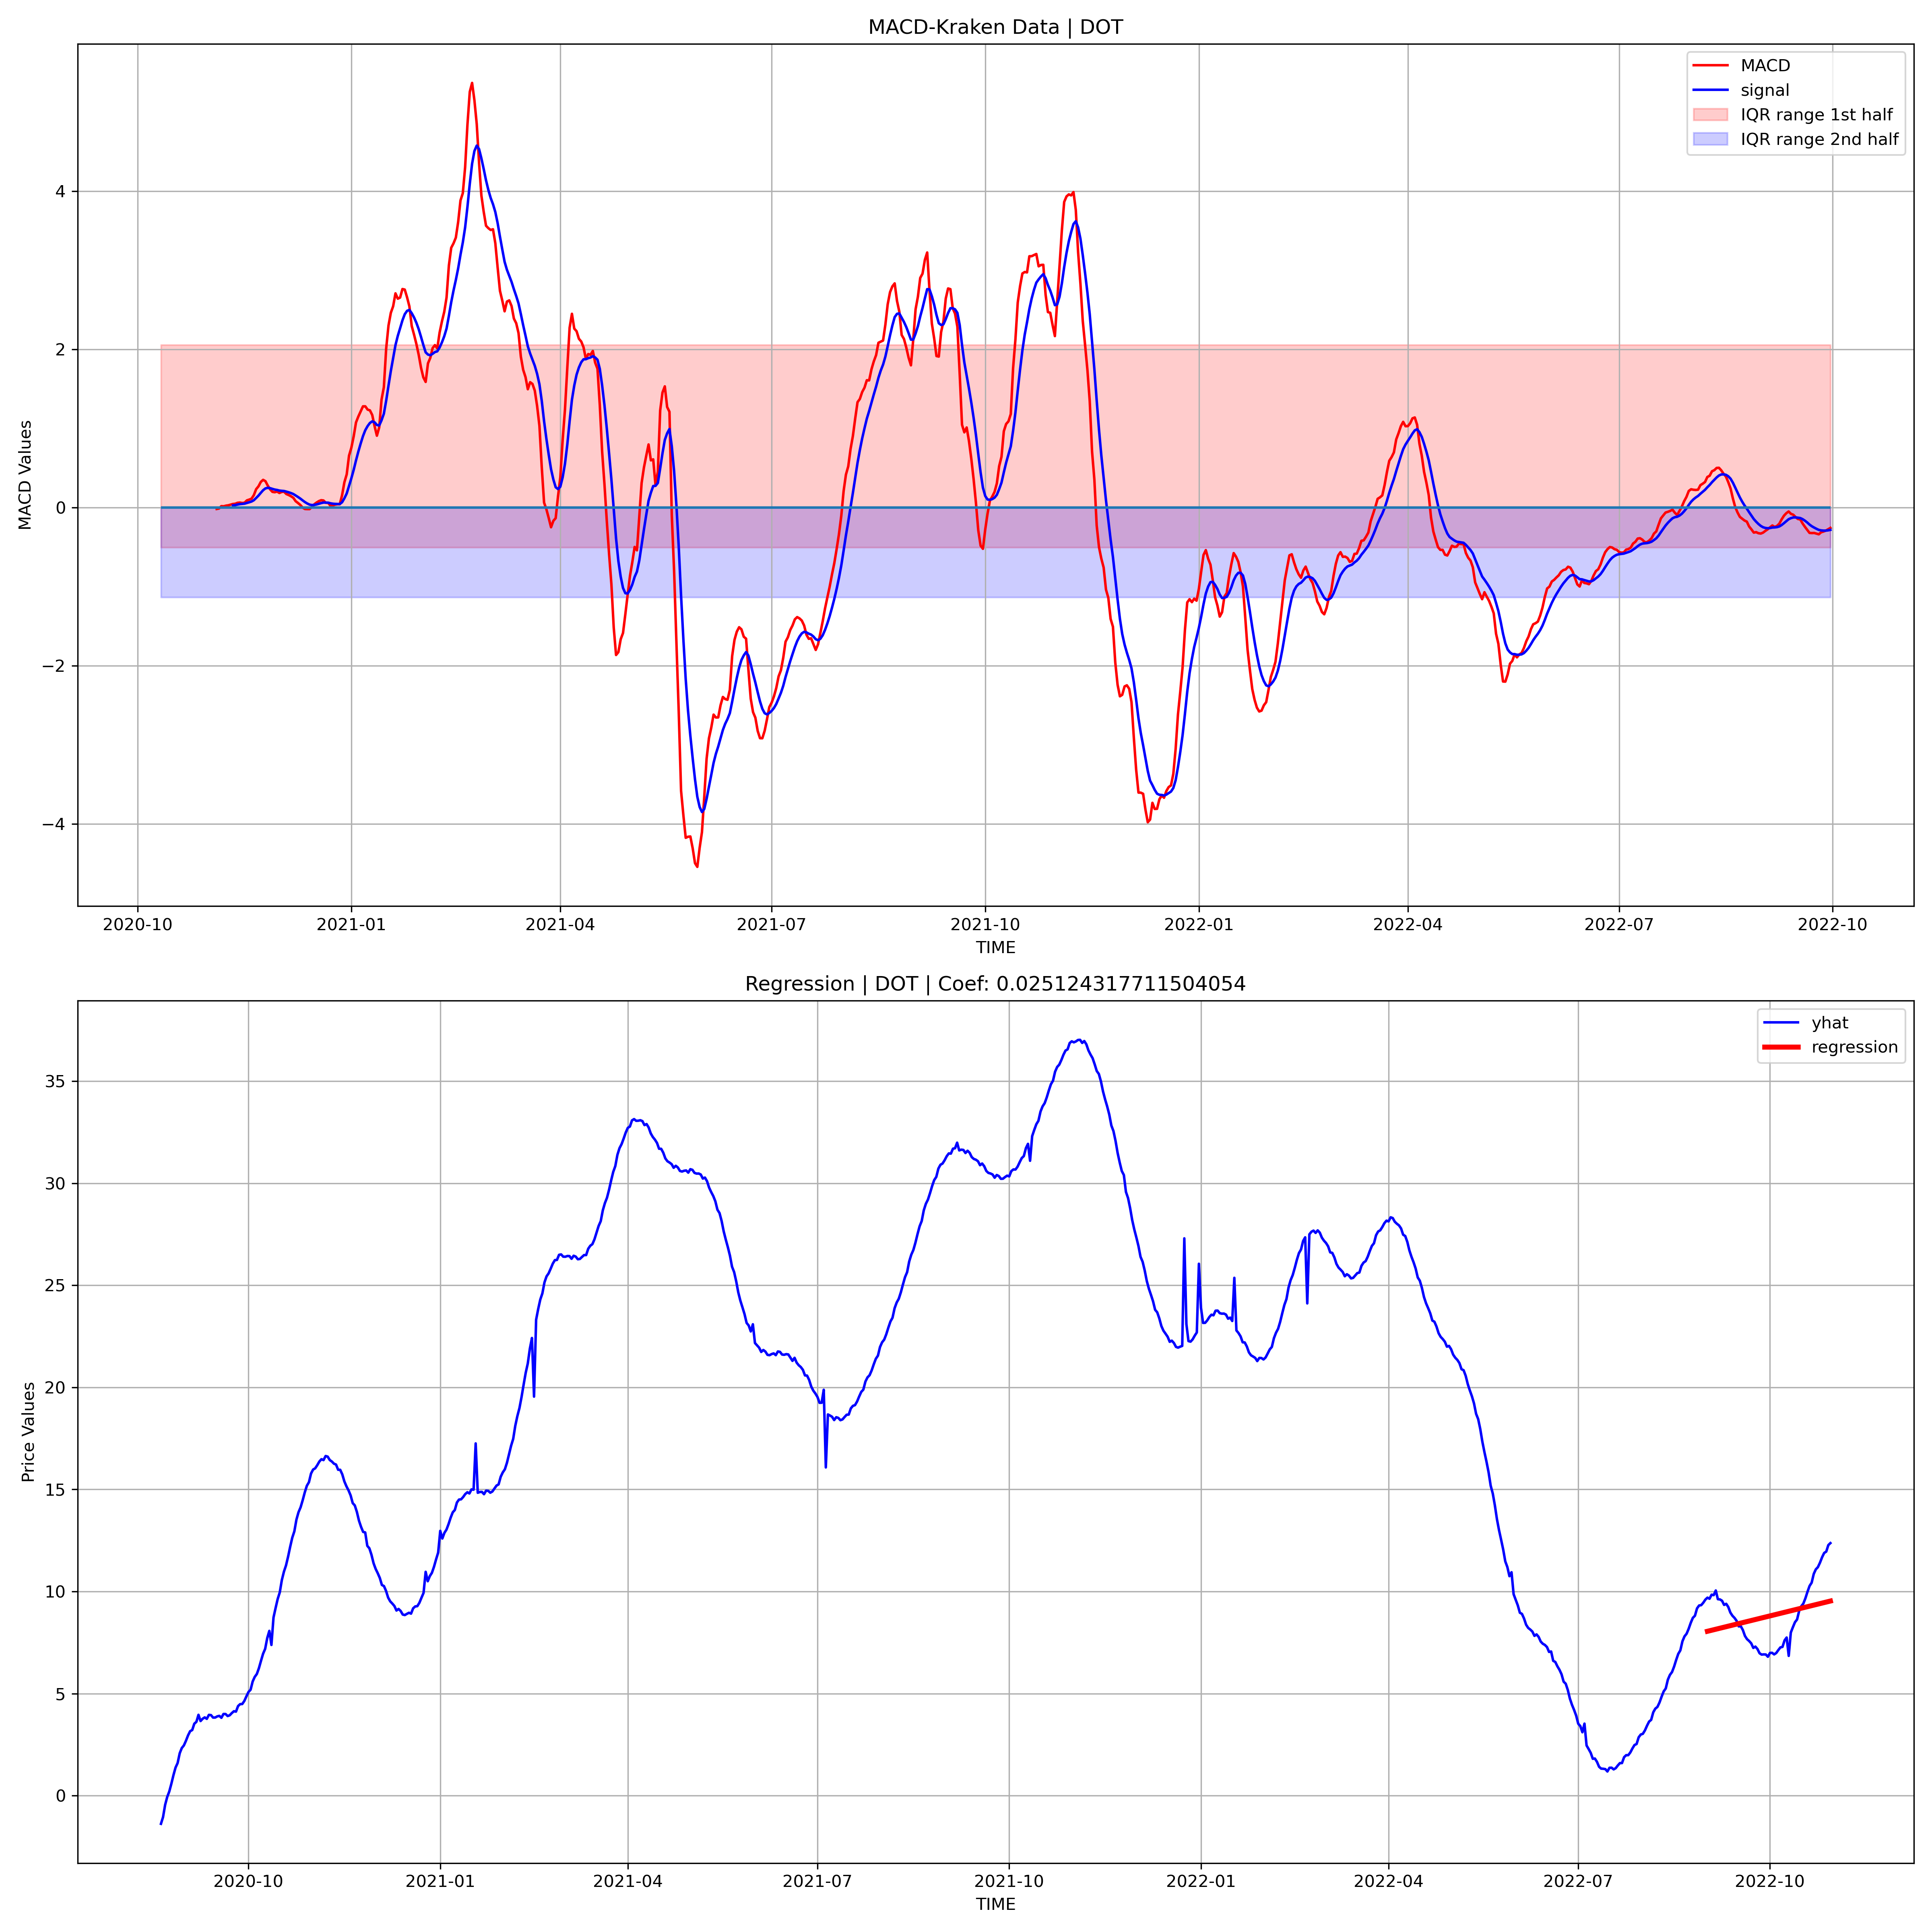 MACD-Kraken Data | DOT
MACD
signal
IQR range 1st half
IQR range 2nd half
MACD Values
4
2
0
−2
−4
2020-10 2021-01 2021-04 2021-07 2021-10 2022-01 2022-04 2022-07 2022-10
TIME
Regression | DOT | Coef: 0.025124317711504054
yhat
regression
Price Values
35
30
25
20
15
10
5
0
2020-10 2021-01 2021-04 2021-07 2021-10 2022-01 2022-04 2022-07 2022-10
TIME